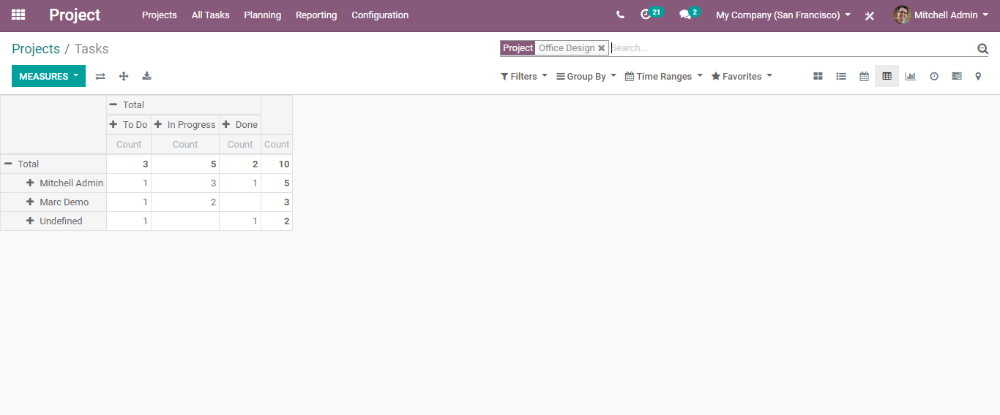 Project Projects All Tasks Planning Reporting Configuration 21 2 My Company (San Francisco) Mitchell Admin
Projects / Tasks Project Office Design Search...
MEASURES Filters Group By Time Ranges Favorites
Total
To Do In Progress Done
Count Count Count Count
Total 3 5 2 10
Mitchell Admin 1 3 1 5
Marc Demo 1 2 3
Undefined 1 1 2